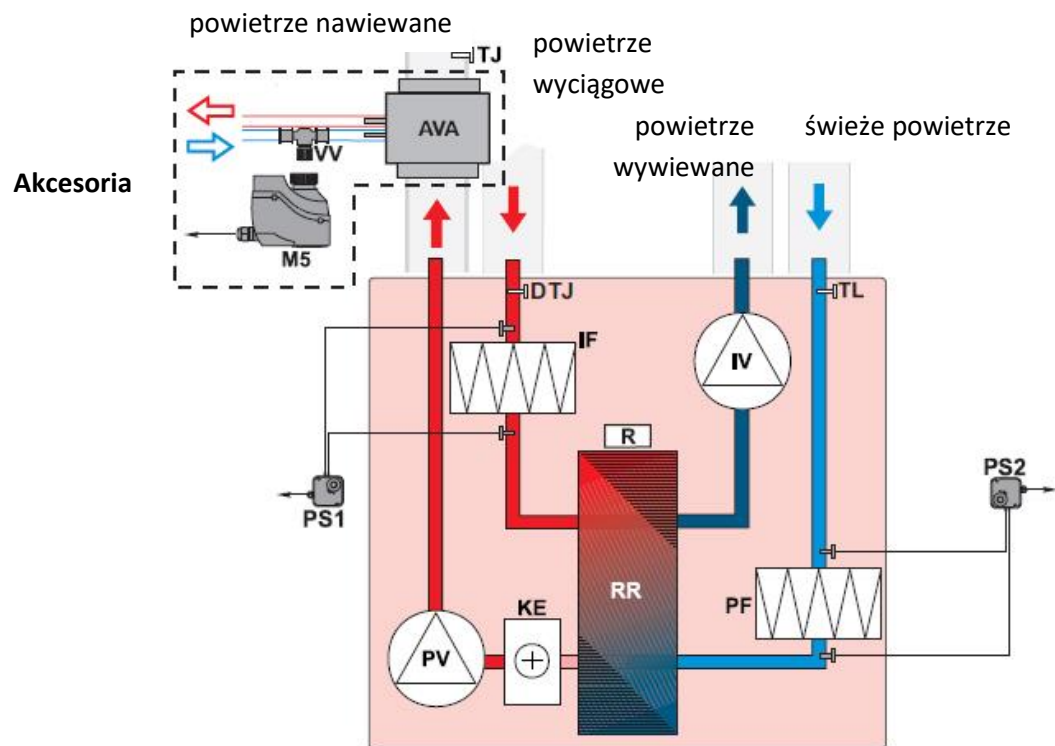 powietrze nawiewane
TJ
powietrze
wyciągowe
powietrze
wywiewane
świeże powietrze
AVA
VV
Akcesoria
M5
DTJ
TL
IF
IV
R
PS1
PS2
RR
PF
KE
PV